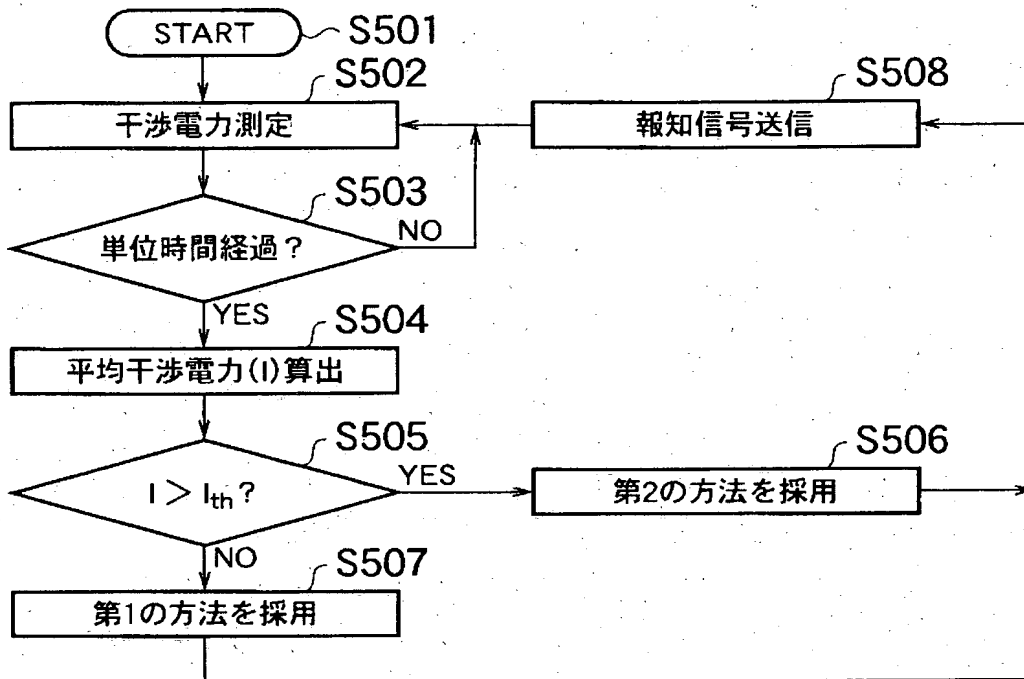 START
S501
S502
干渉電力測定
S508
報知信号送信
S503
単位時間経過？
NO
YES
S504
平均干渉電力(I)算出
S505
I > Ith ?
YES
S506
第2の方法を採用
NO
S507
第1の方法を採用